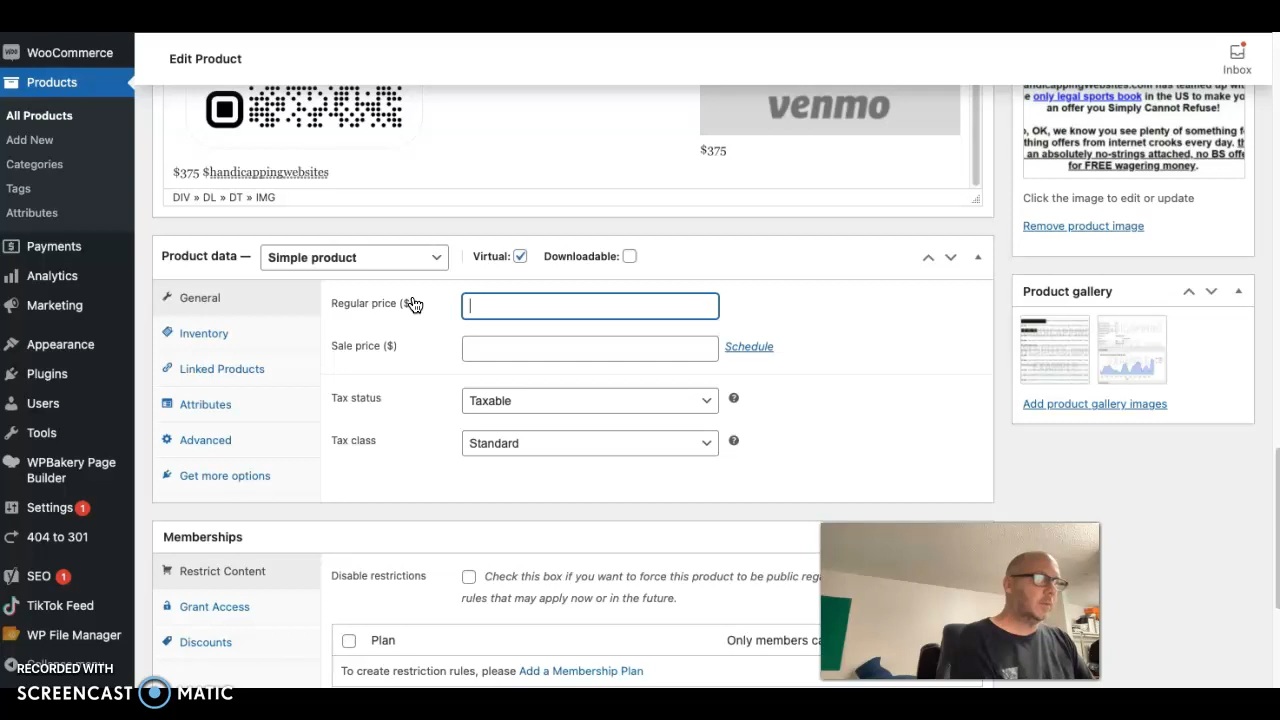 WooCommerce
Products
All Products
Add New
Categories
Tags
Attributes
Payments
Analytics
Marketing
Appearance
Plugins
Users
Tools
WPBakery Page
Builder
Settings 1
404 to 301
SEO 1
TikTok Feed
WP File Manager
RECORDED WITH
SCREENCAST MATIC
Edit Product
Inbox
venmo
$375
$375 $handicappingwebsites
DIV » DL » DT » IMG
Product data —
Simple product
Virtual:
Downloadable:
General
Inventory
Linked Products
Attributes
Advanced
Get more options
Regular price ($
Sale price ($)
Schedule
Tax status
Taxable
Tax class
Standard
Memberships
Restrict Content
Grant Access
Discounts
Disable restrictions
Check this box if you want to force this product to be public reg
rules that may apply now or in the future.
Plan
Only members ca
To create restriction rules, please Add a Membership Plan
only legal sports book in the US to make yo
an offer you Simply Cannot Refuse!
, OK, we know you see plenty of something f
thing offers from internet crooks every day.
an absolutely no-strings attached, no BS offe
for FREE wagering money.
Click the image to edit or update
Remove product image
Product gallery
Add product gallery images